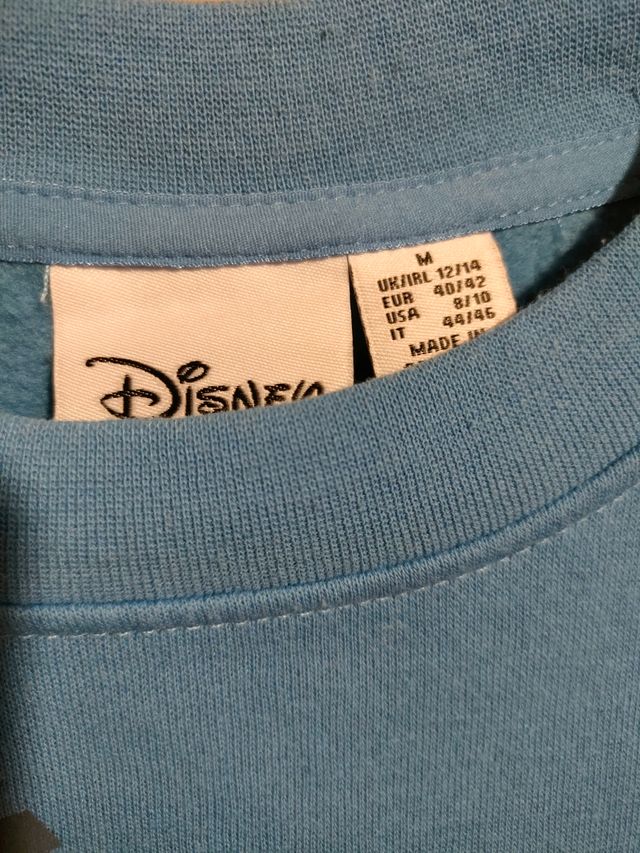 Disney
M
UK/IRL 12/14
EUR 40/42
USA 8/10
IT 44/46
MADE IN